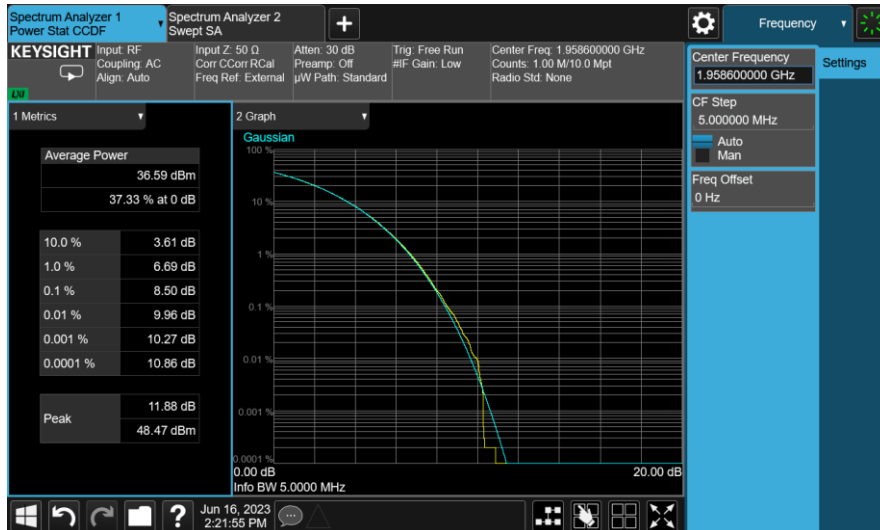 Spectrum Analyzer 1
Power Stat CCDF
Spectrum Analyzer 2
Swept SA
Frequency
KEYSIGHT
Input: RF
Coupling: AC
Align: Auto
Input Z: 50 Ω
Corr CCorr RCal
Freq Ref: External
Atten: 30 dB
Preamp: Off
µW Path: Standard
Trig: Free Run
#IF Gain: Low
Center Freq: 1.958600000 GHz
Counts: 1.00 M/10.0 Mpt
Radio Std: None
LXI
Center Frequency
1.958600000 GHz
Settings
CF Step
5.000000 MHz
Auto
Man
Freq Offset
0 Hz
1 Metrics
Average Power
36.59 dBm
37.33 % at 0 dB
10.0 % 3.61 dB
1.0 % 6.69 dB
0.1 % 8.50 dB
0.01 % 9.96 dB
0.001 % 10.27 dB
0.0001 % 10.86 dB
Peak
11.88 dB
48.47 dBm
2 Graph
Gaussian
100 %
10 %
1 %
0.1 %
0.01 %
0.001 %
0.0001 %
0.00 dB 20.00 dB
Info BW 5.0000 MHz
Jun 16, 2023
2:21:55 PM